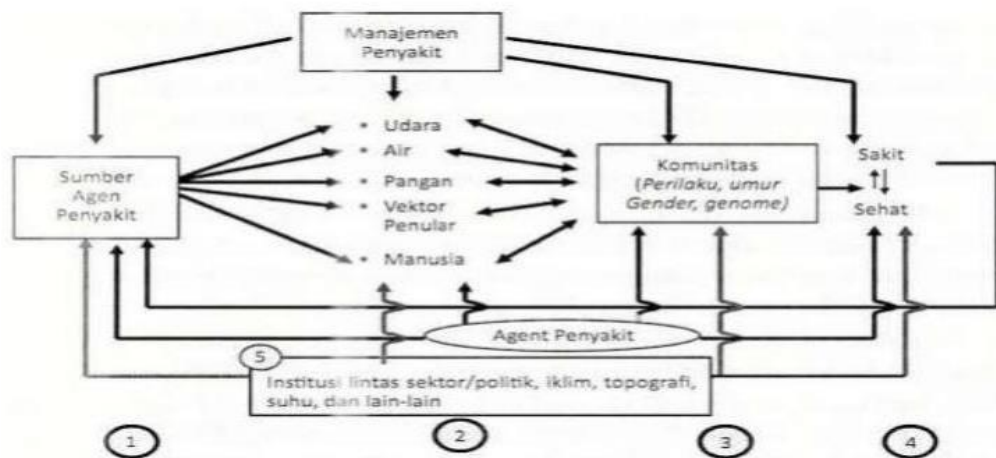 Manajemen
Penyakit
• Udara
• Air
• Pangan
• Vektor
Penular
• Manusia
Sumber
Agen
Penyakit
Komunitas
(Perilaku, umur
Gender, genome)
Sakit
Sehat
Agent Penyakit
5
Institusi lintas sektor/politik, iklim, topografi,
suhu, dan lain-lain
1
2
3
4